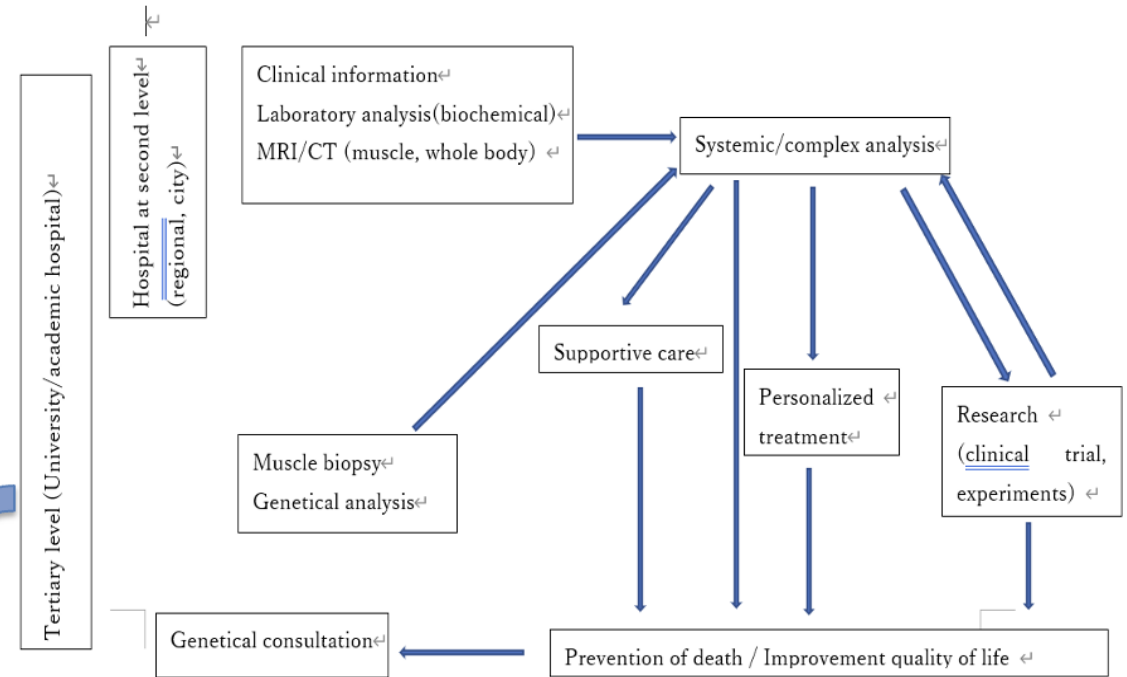 Tertiary level (University/academic hospital)
Hospital at second level
(regional, city)
Clinical information
Laboratory analysis(biochemical)
MRI/CT (muscle, whole body)
Systemic/complex analysis
Supportive care
Personalized
treatment
Research
(clinical trial,
experiments)
Muscle biopsy
Genetical analysis
Genetical consultation
Prevention of death / Improvement quality of life